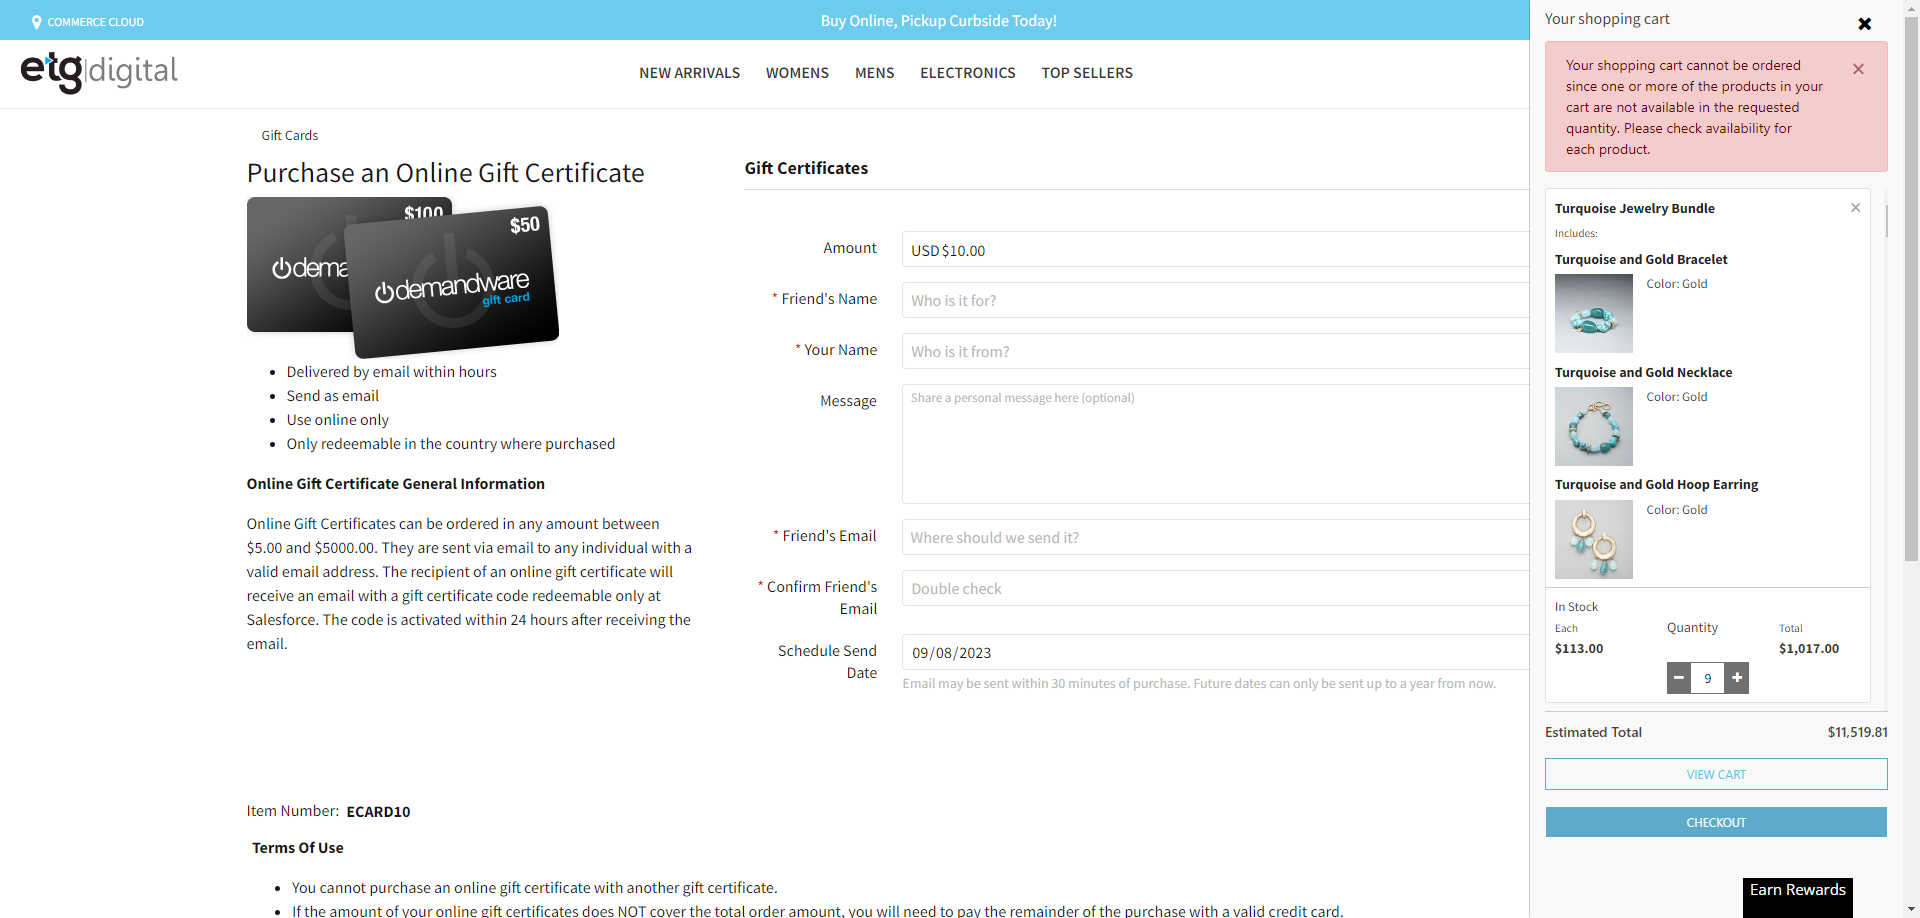 COMMERCE CLOUD
Buy Online, Pickup Curbside Today!
etg|digital
NEW ARRIVALS
WOMENS
MENS
ELECTRONICS
TOP SELLERS
Gift Cards
Purchase an Online Gift Certificate
$100
dema
$50
demandware
gift card
Delivered by email within hours
Send as email
Use online only
Only redeemable in the country where purchased
Online Gift Certificate General Information
Online Gift Certificates can be ordered in any amount between
$5.00 and $5000.00. They are sent via email to any individual with a
valid email address. The recipient of an online gift certificate will
receive an email with a gift certificate code redeemable only at
Salesforce. The code is activated within 24 hours after receiving the
email.
Gift Certificates
Amount
USD $10.00
* Friend's Name
Who is it for?
* Your Name
Who is it from?
Message
Share a personal message here (optional)
* Friend's Email
Where should we send it?
* Confirm Friend's
Email
Double check
Schedule Send
Date
09/08/2023
Email may be sent within 30 minutes of purchase. Future dates can only be sent up to a year from now.
Item Number: ECARD10
Terms Of Use
You cannot purchase an online gift certificate with another gift certificate.
If the amount of your online gift certificates does NOT cover the total order amount, you will need to pay the remainder of the purchase with a valid credit card.
Your shopping cart
Your shopping cart cannot be ordered
since one or more of the products in your
cart are not available in the requested
quantity. Please check availability for
each product.
Turquoise Jewelry Bundle
Includes:
Turquoise and Gold Bracelet
Color: Gold
Turquoise and Gold Necklace
Color: Gold
Turquoise and Gold Hoop Earring
Color: Gold
In Stock
Each
Quantity
Total
$113.00
$1,017.00
9
Estimated Total
$11,519.81
VIEW CART
CHECKOUT
Earn Rewards